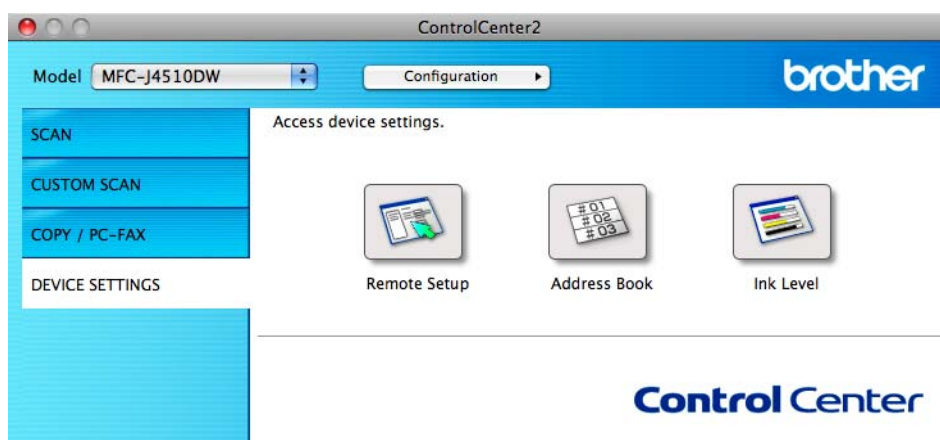 ControlCenter2
Model MFC-J4510DW Configuration brother
SCAN
CUSTOM SCAN
COPY / PC-FAX
DEVICE SETTINGS
Access device settings.
# 01
# 02
# 03
Remote Setup Address Book Ink Level
Control Center